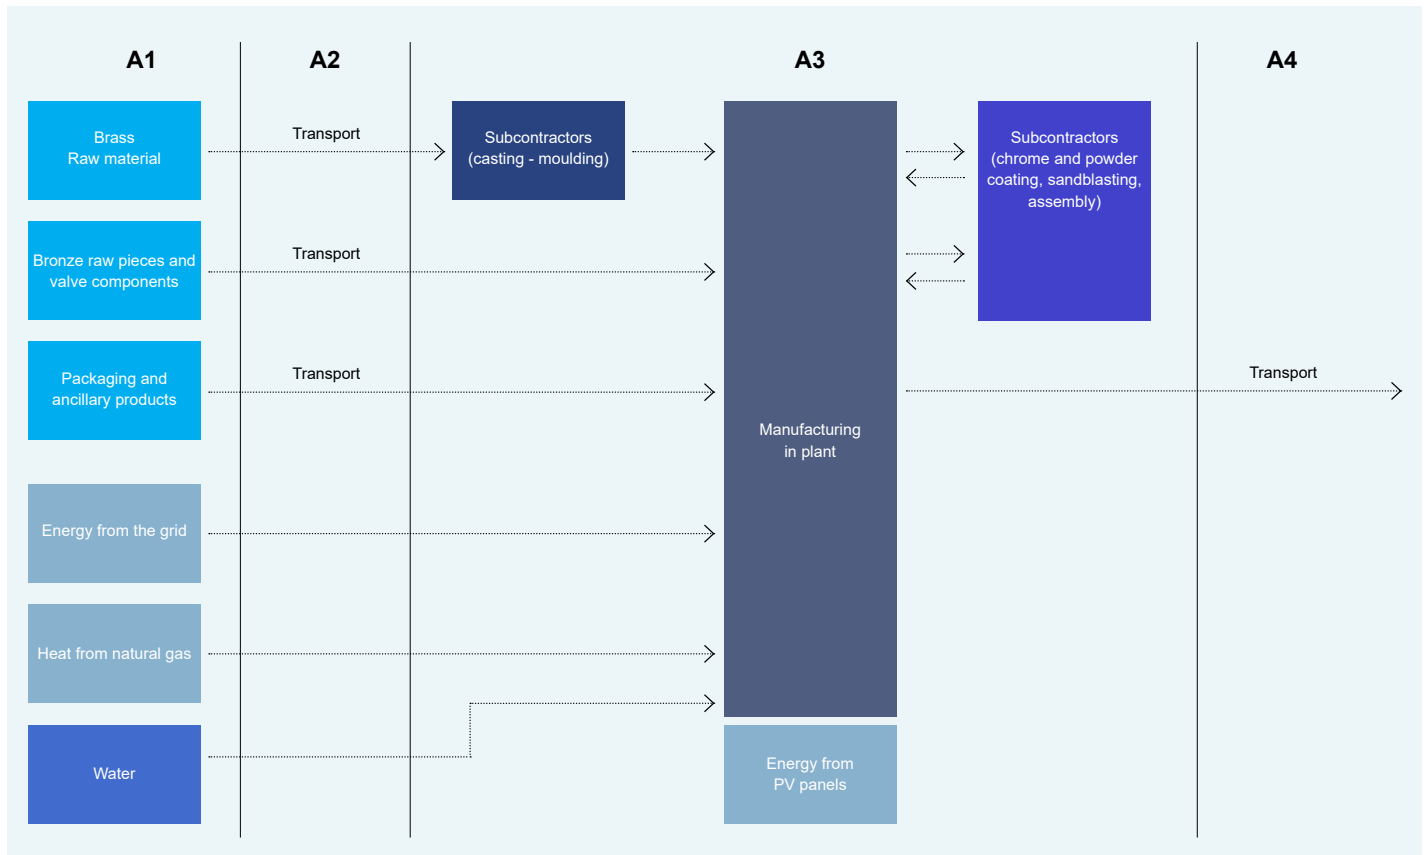 A1
A2
A3
A4
Brass
Raw material
Transport
Subcontractors
(casting - moulding)
Subcontractors
(chrome and powder
coating, sandblasting,
assembly)
Bronze raw pieces and
valve components
Transport
Packaging and
ancillary products
Transport
Transport
Manufacturing
in plant
Energy from the grid
Heat from natural gas
Water
Energy from
PV panels